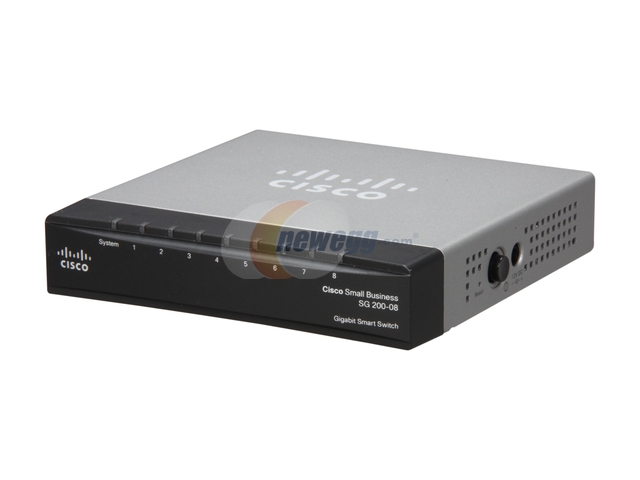 CISCO
newegg.com
System 1 2 3 4 5 6 7 8
CISCO
Cisco Small Business
SG 200-08
Gigabit Smart Switch